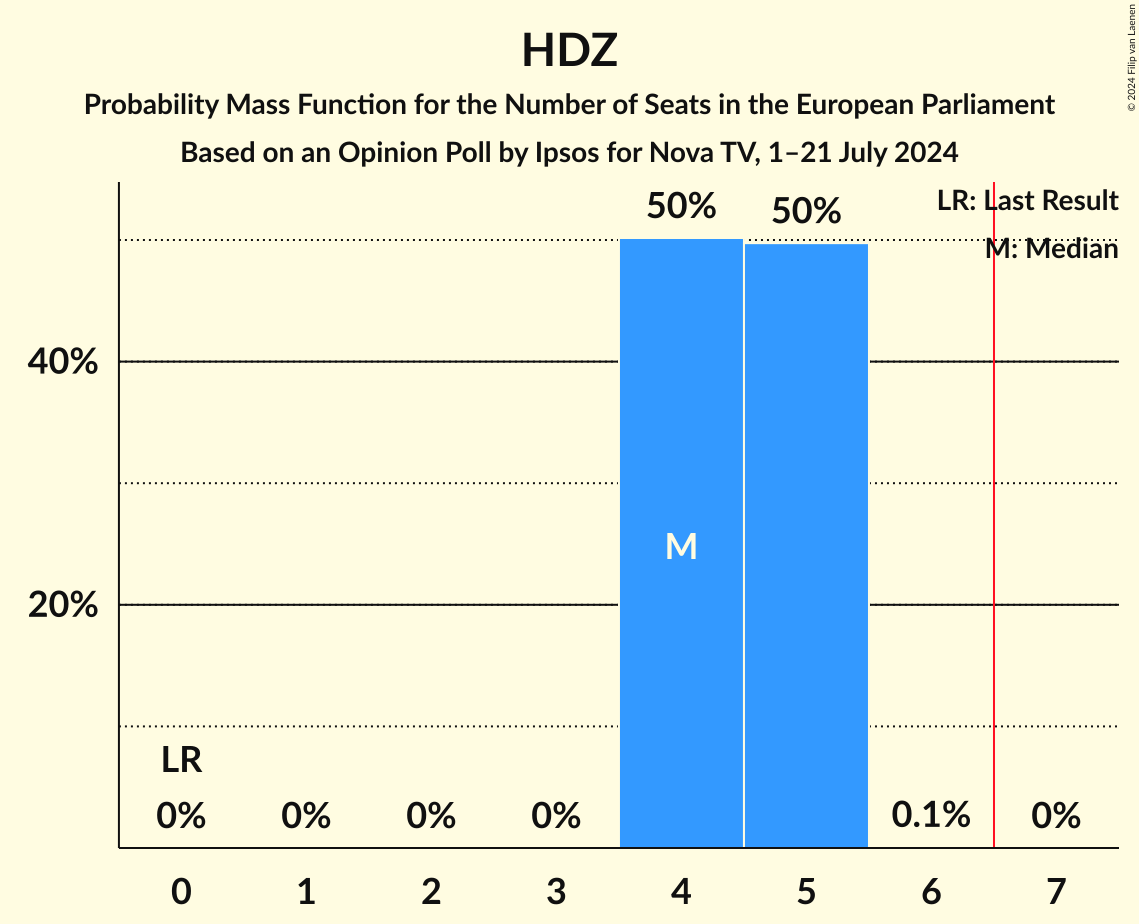 HDZ
Probability Mass Function for the Number of Seats in the European Parliament
Based on an Opinion Poll by Ipsos for Nova TV, 1–21 July 2024
© 2024 Filip van Laenen
LR: Last Result
M: Median
50%
50%
40%
20%
M
LR
0%
0%
0%
0%
0.1%
0%
0 1 2 3 4 5 6 7